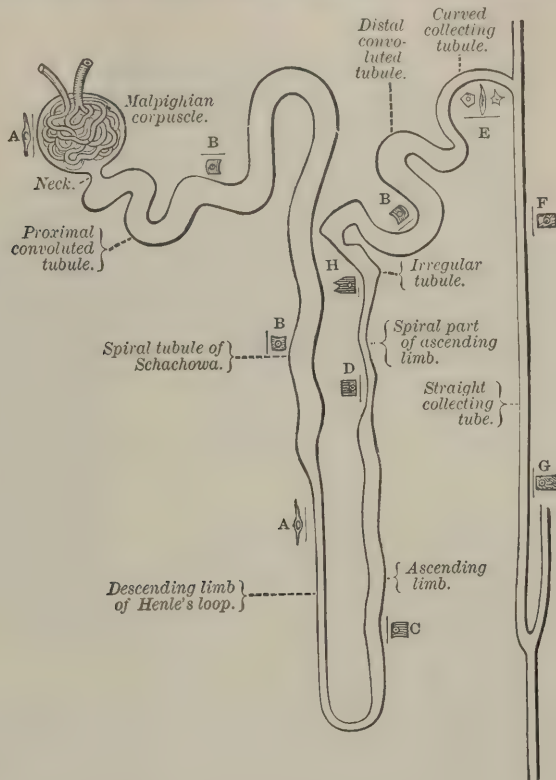 Distal
convo-
luted
tubule.
Curved
collecting
tubule.
Malpighian
corpuscle.
A
B
E
Neck.
B
F
Proximal
convoluted
tubule.
H
Irregular
tubule.
B
Spiral tubule of
Schachowa.
Spiral part
of ascending
limb.
D
Straight
collecting
tube.
G
A
Descending limb
of Henle's loop.
Ascending
limb.
C